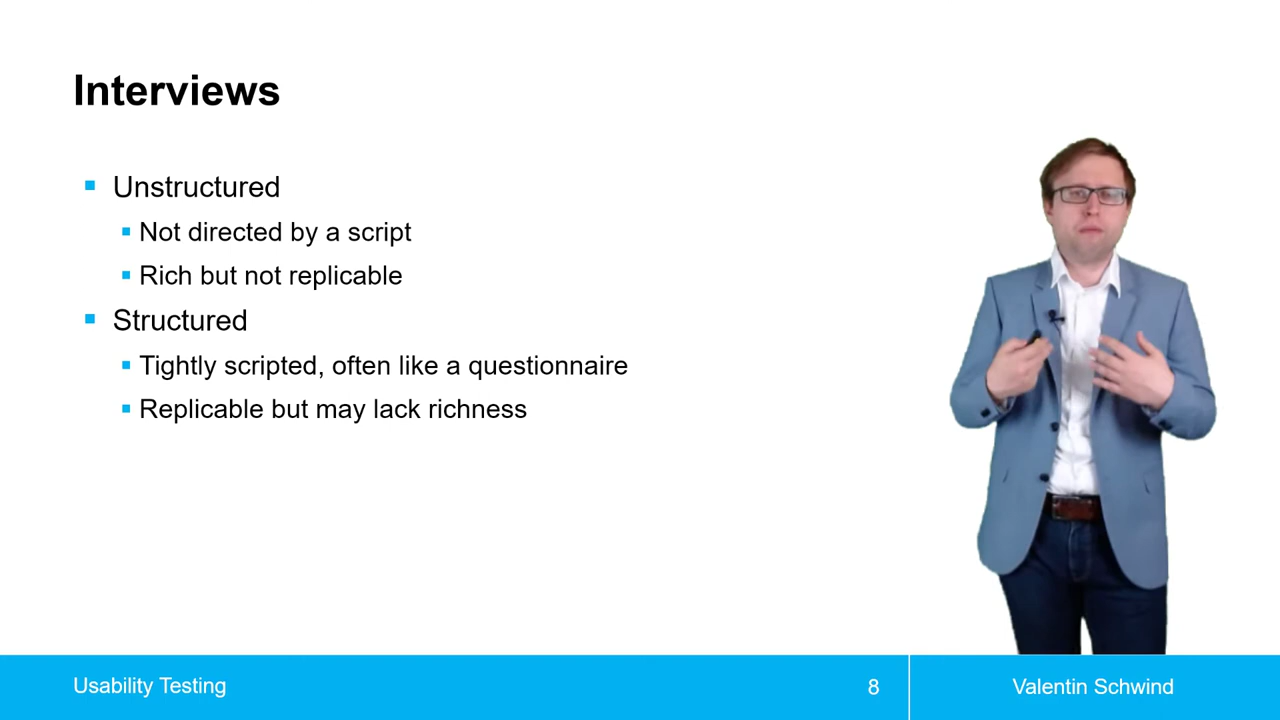 Interviews
Unstructured
Not directed by a script
Rich but not replicable
Structured
Tightly scripted, often like a questionnaire
Replicable but may lack richness
Usability Testing
8
Valentin Schwind